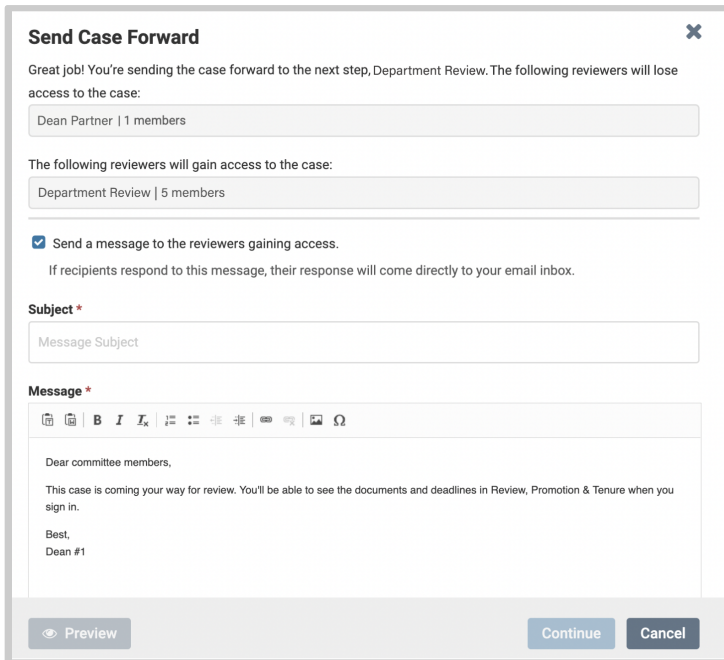 Send Case Forward
Great job! You're sending the case forward to the next step, Department Review. The following reviewers will lose
access to the case:
Dean Partner | 1 members
The following reviewers will gain access to the case:
Department Review | 5 members
Send a message to the reviewers gaining access.
If recipients respond to this message, their response will come directly to your email inbox.
Subject *
Message Subject
Message *
B I Ix Ω
Dear committee members,
This case is coming your way for review. You'll be able to see the documents and deadlines in Review, Promotion & Tenure when you
sign in.
Best,
Dean #1
Preview Continue Cancel